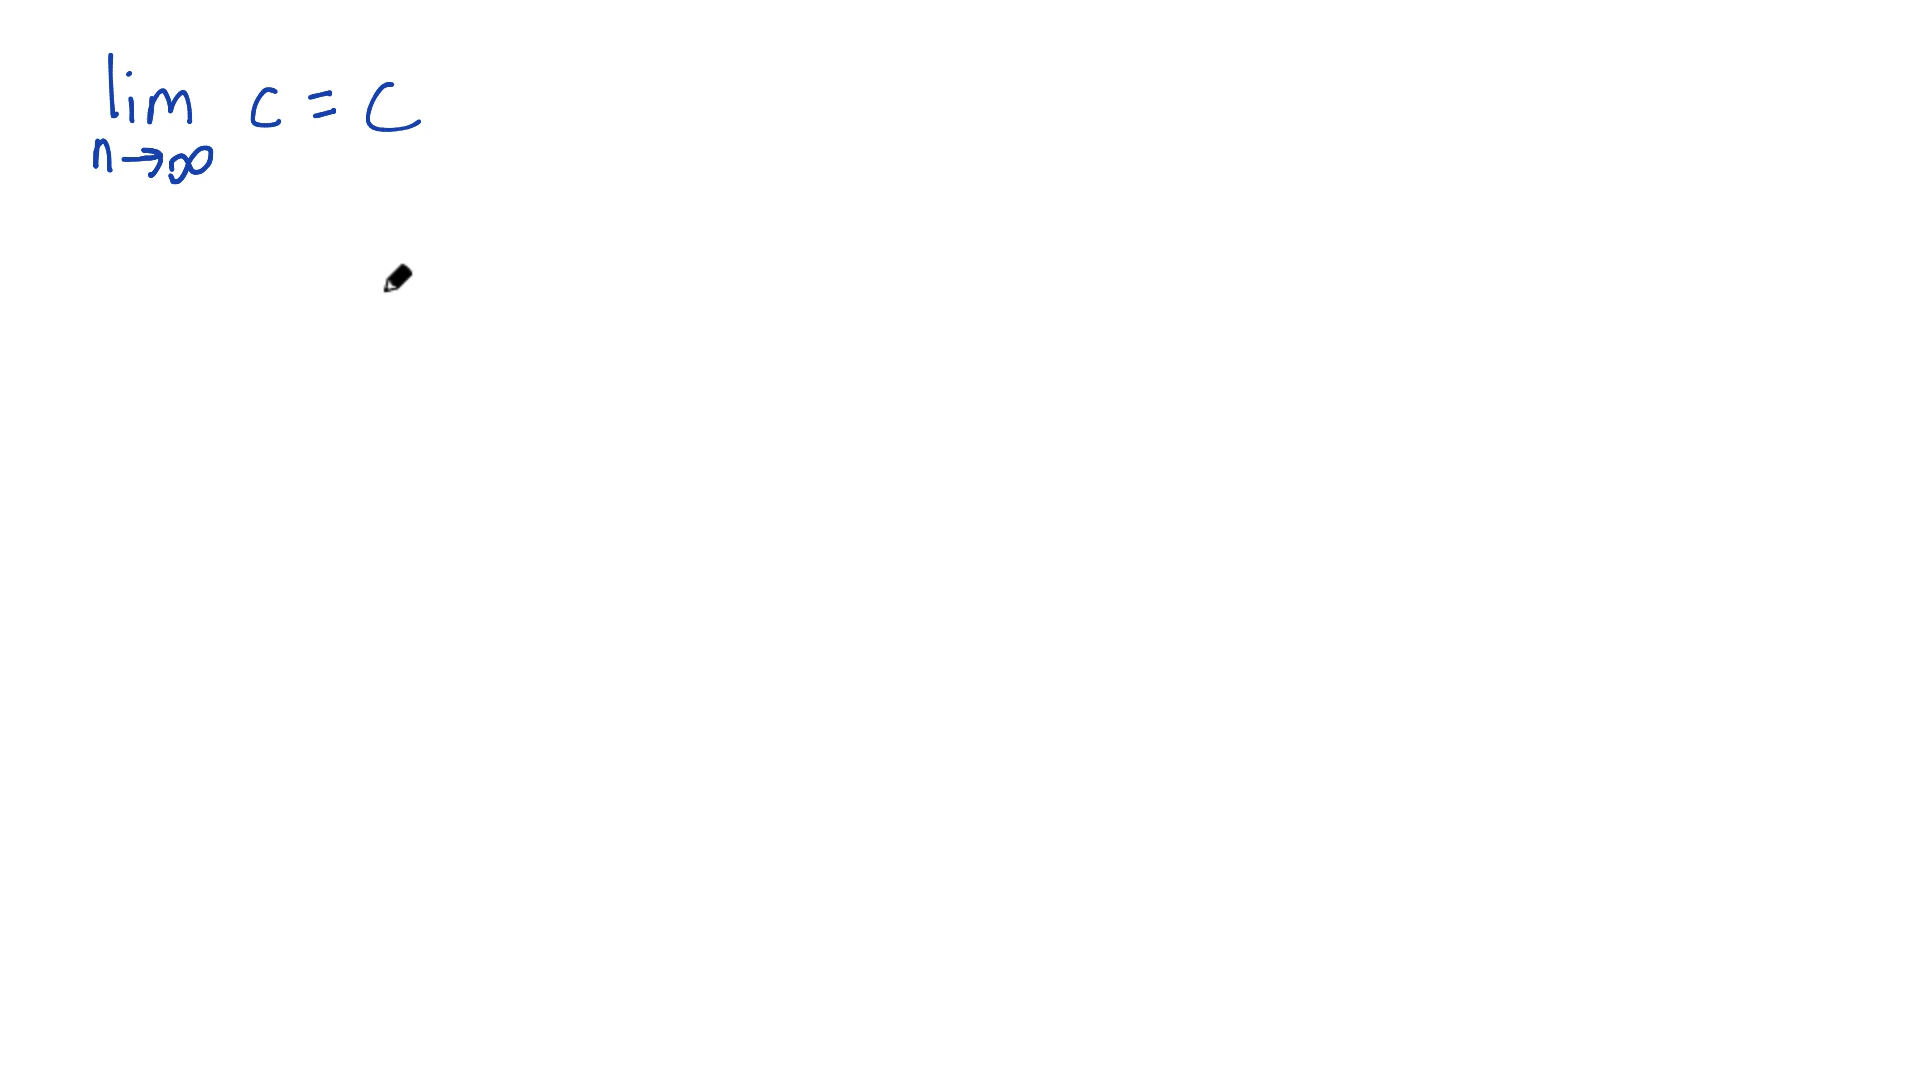 lim c = c
n→∞